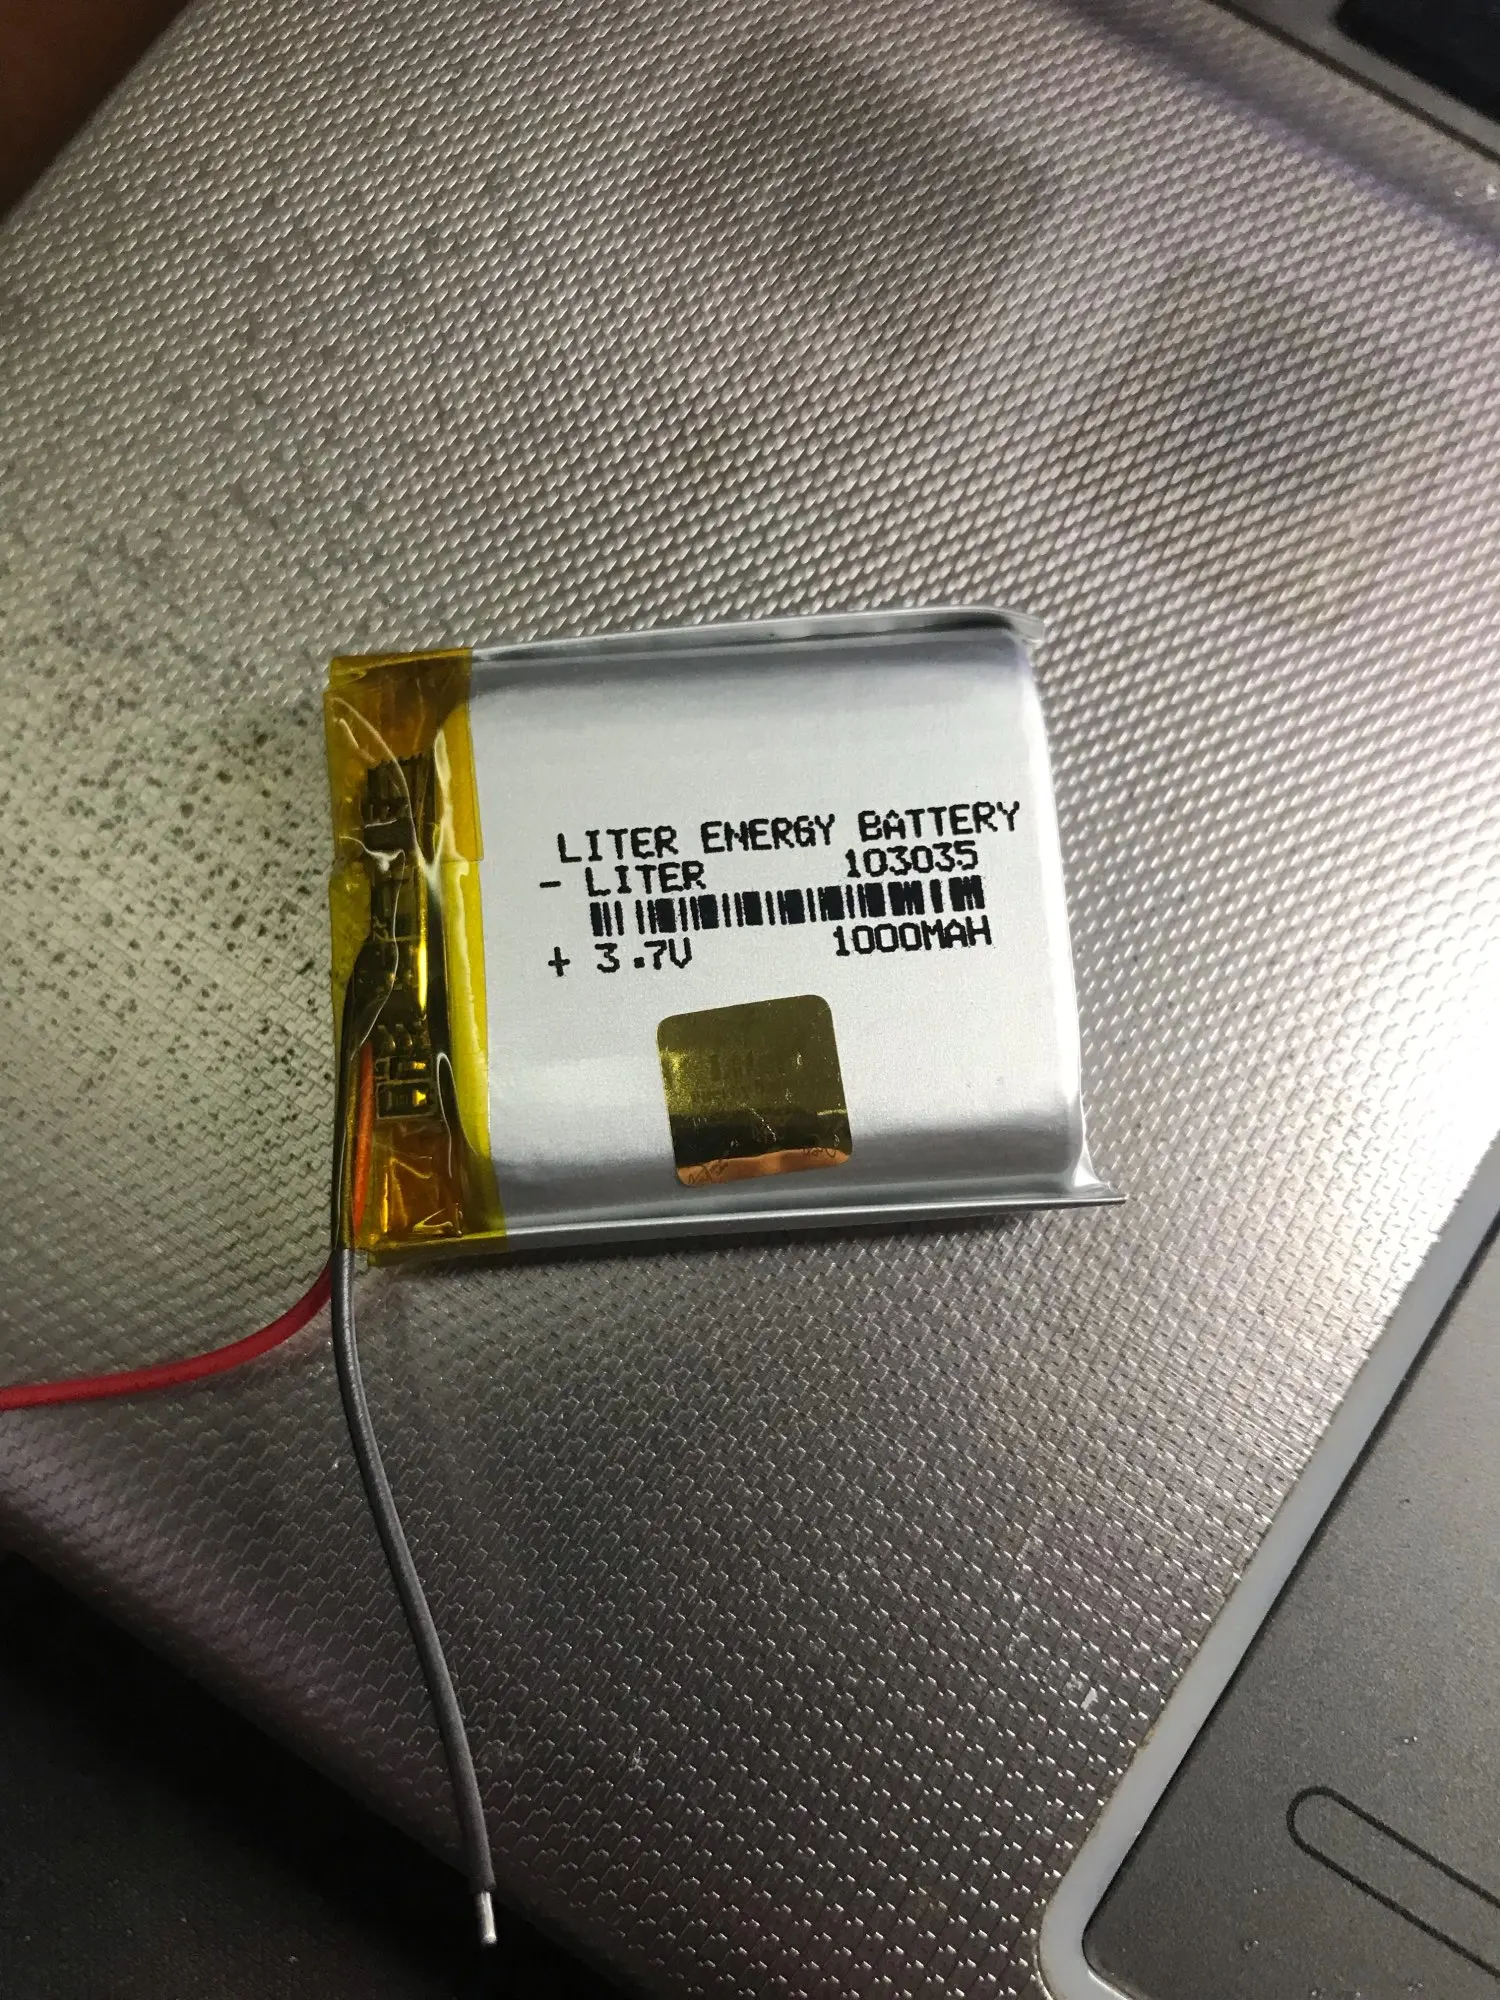 LITER ENERGY BATTERY
- LITER 103035
+ 3.7V 1000MAH